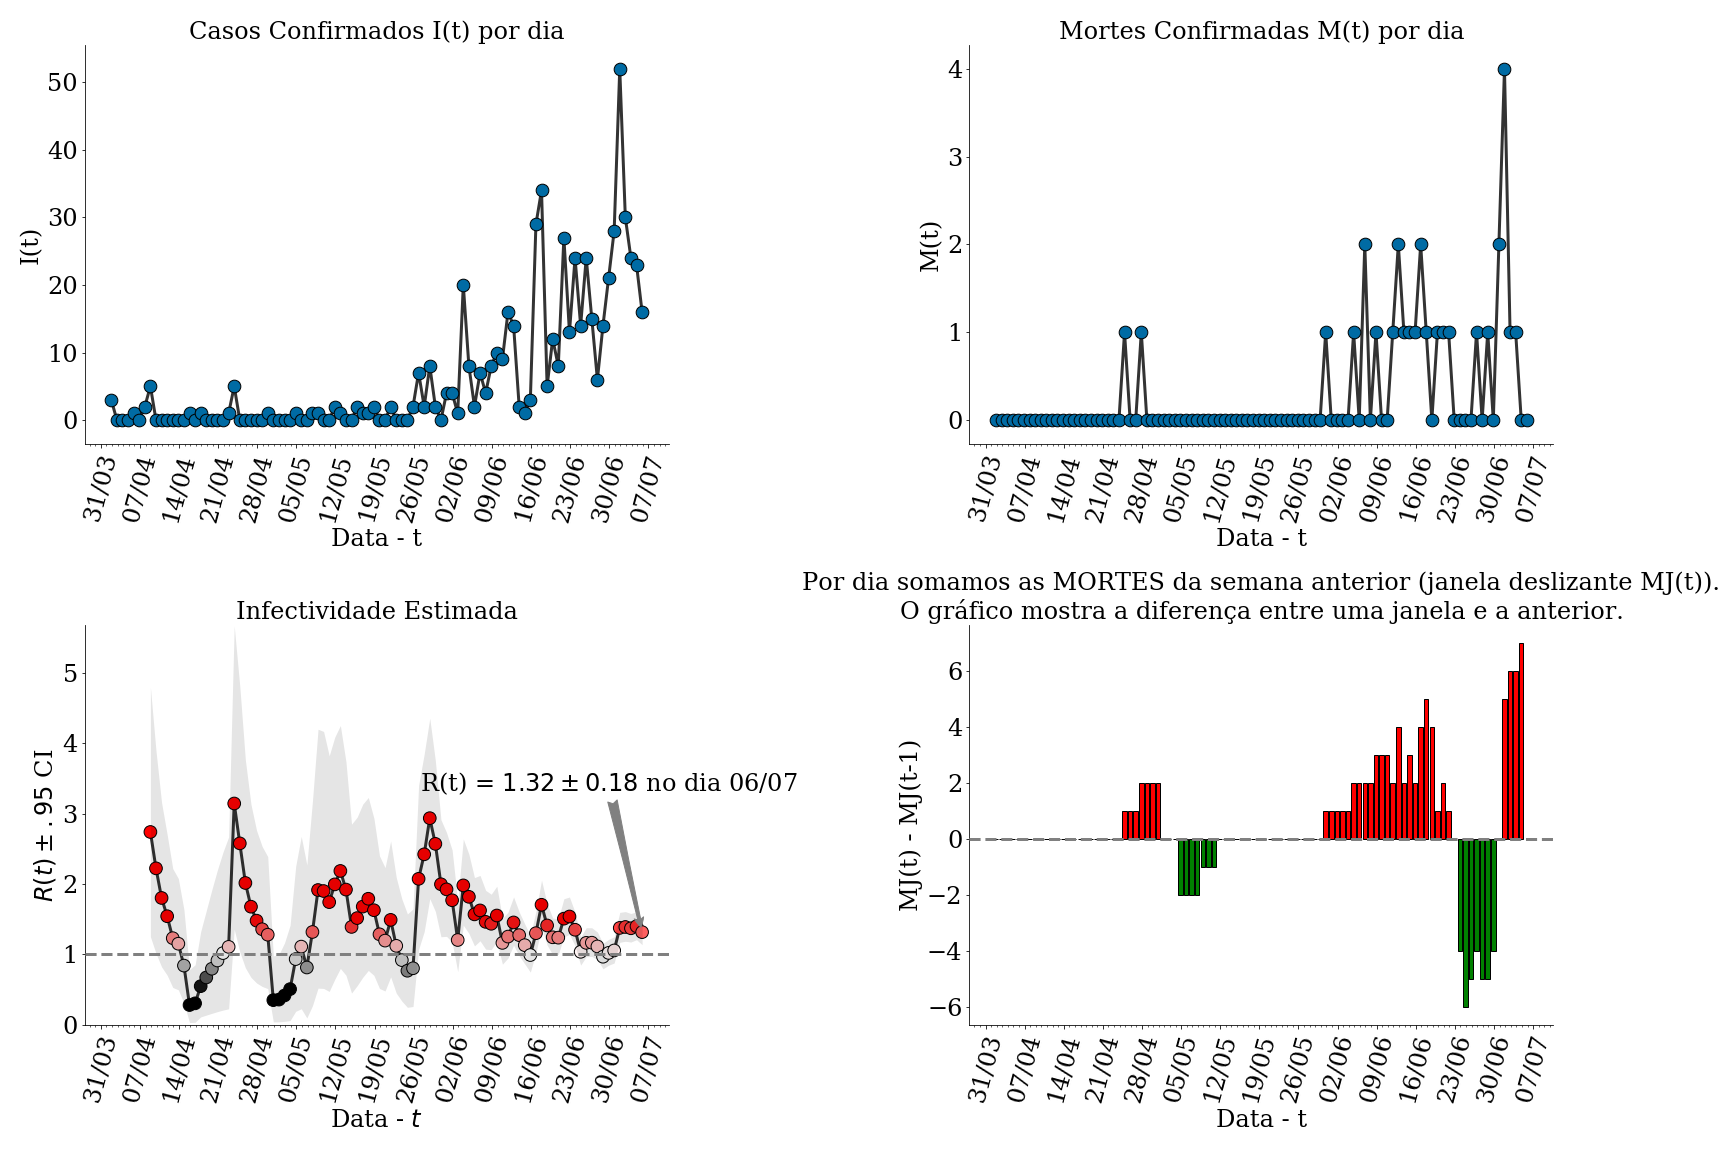 Casos Confirmados I(t) por dia
50
40
30
20
10
0
I(t)
31/03 07/04 14/04 21/04 28/04 05/05 12/05 19/05 26/05 02/06 09/06 16/06 23/06 30/06 07/07
Data - t
Mortes Confirmadas M(t) por dia
4
3
2
1
0
M(t)
31/03 07/04 14/04 21/04 28/04 05/05 12/05 19/05 26/05 02/06 09/06 16/06 23/06 30/06 07/07
Data - t
Infectividade Estimada
5
4
3
2
1
0
R(t) ± .95 CI
R(t) = 1.32 ± 0.18 no dia 06/07
31/03 07/04 14/04 21/04 28/04 05/05 12/05 19/05 26/05 02/06 09/06 16/06 23/06 30/06 07/07
Data - t
Por dia somamos as MORTES da semana anterior (janela deslizante MJ(t)).
O gráfico mostra a diferença entre uma janela e a anterior.
6
4
2
0
−2
−4
−6
MJ(t) - MJ(t-1)
31/03 07/04 14/04 21/04 28/04 05/05 12/05 19/05 26/05 02/06 09/06 16/06 23/06 30/06 07/07
Data - t